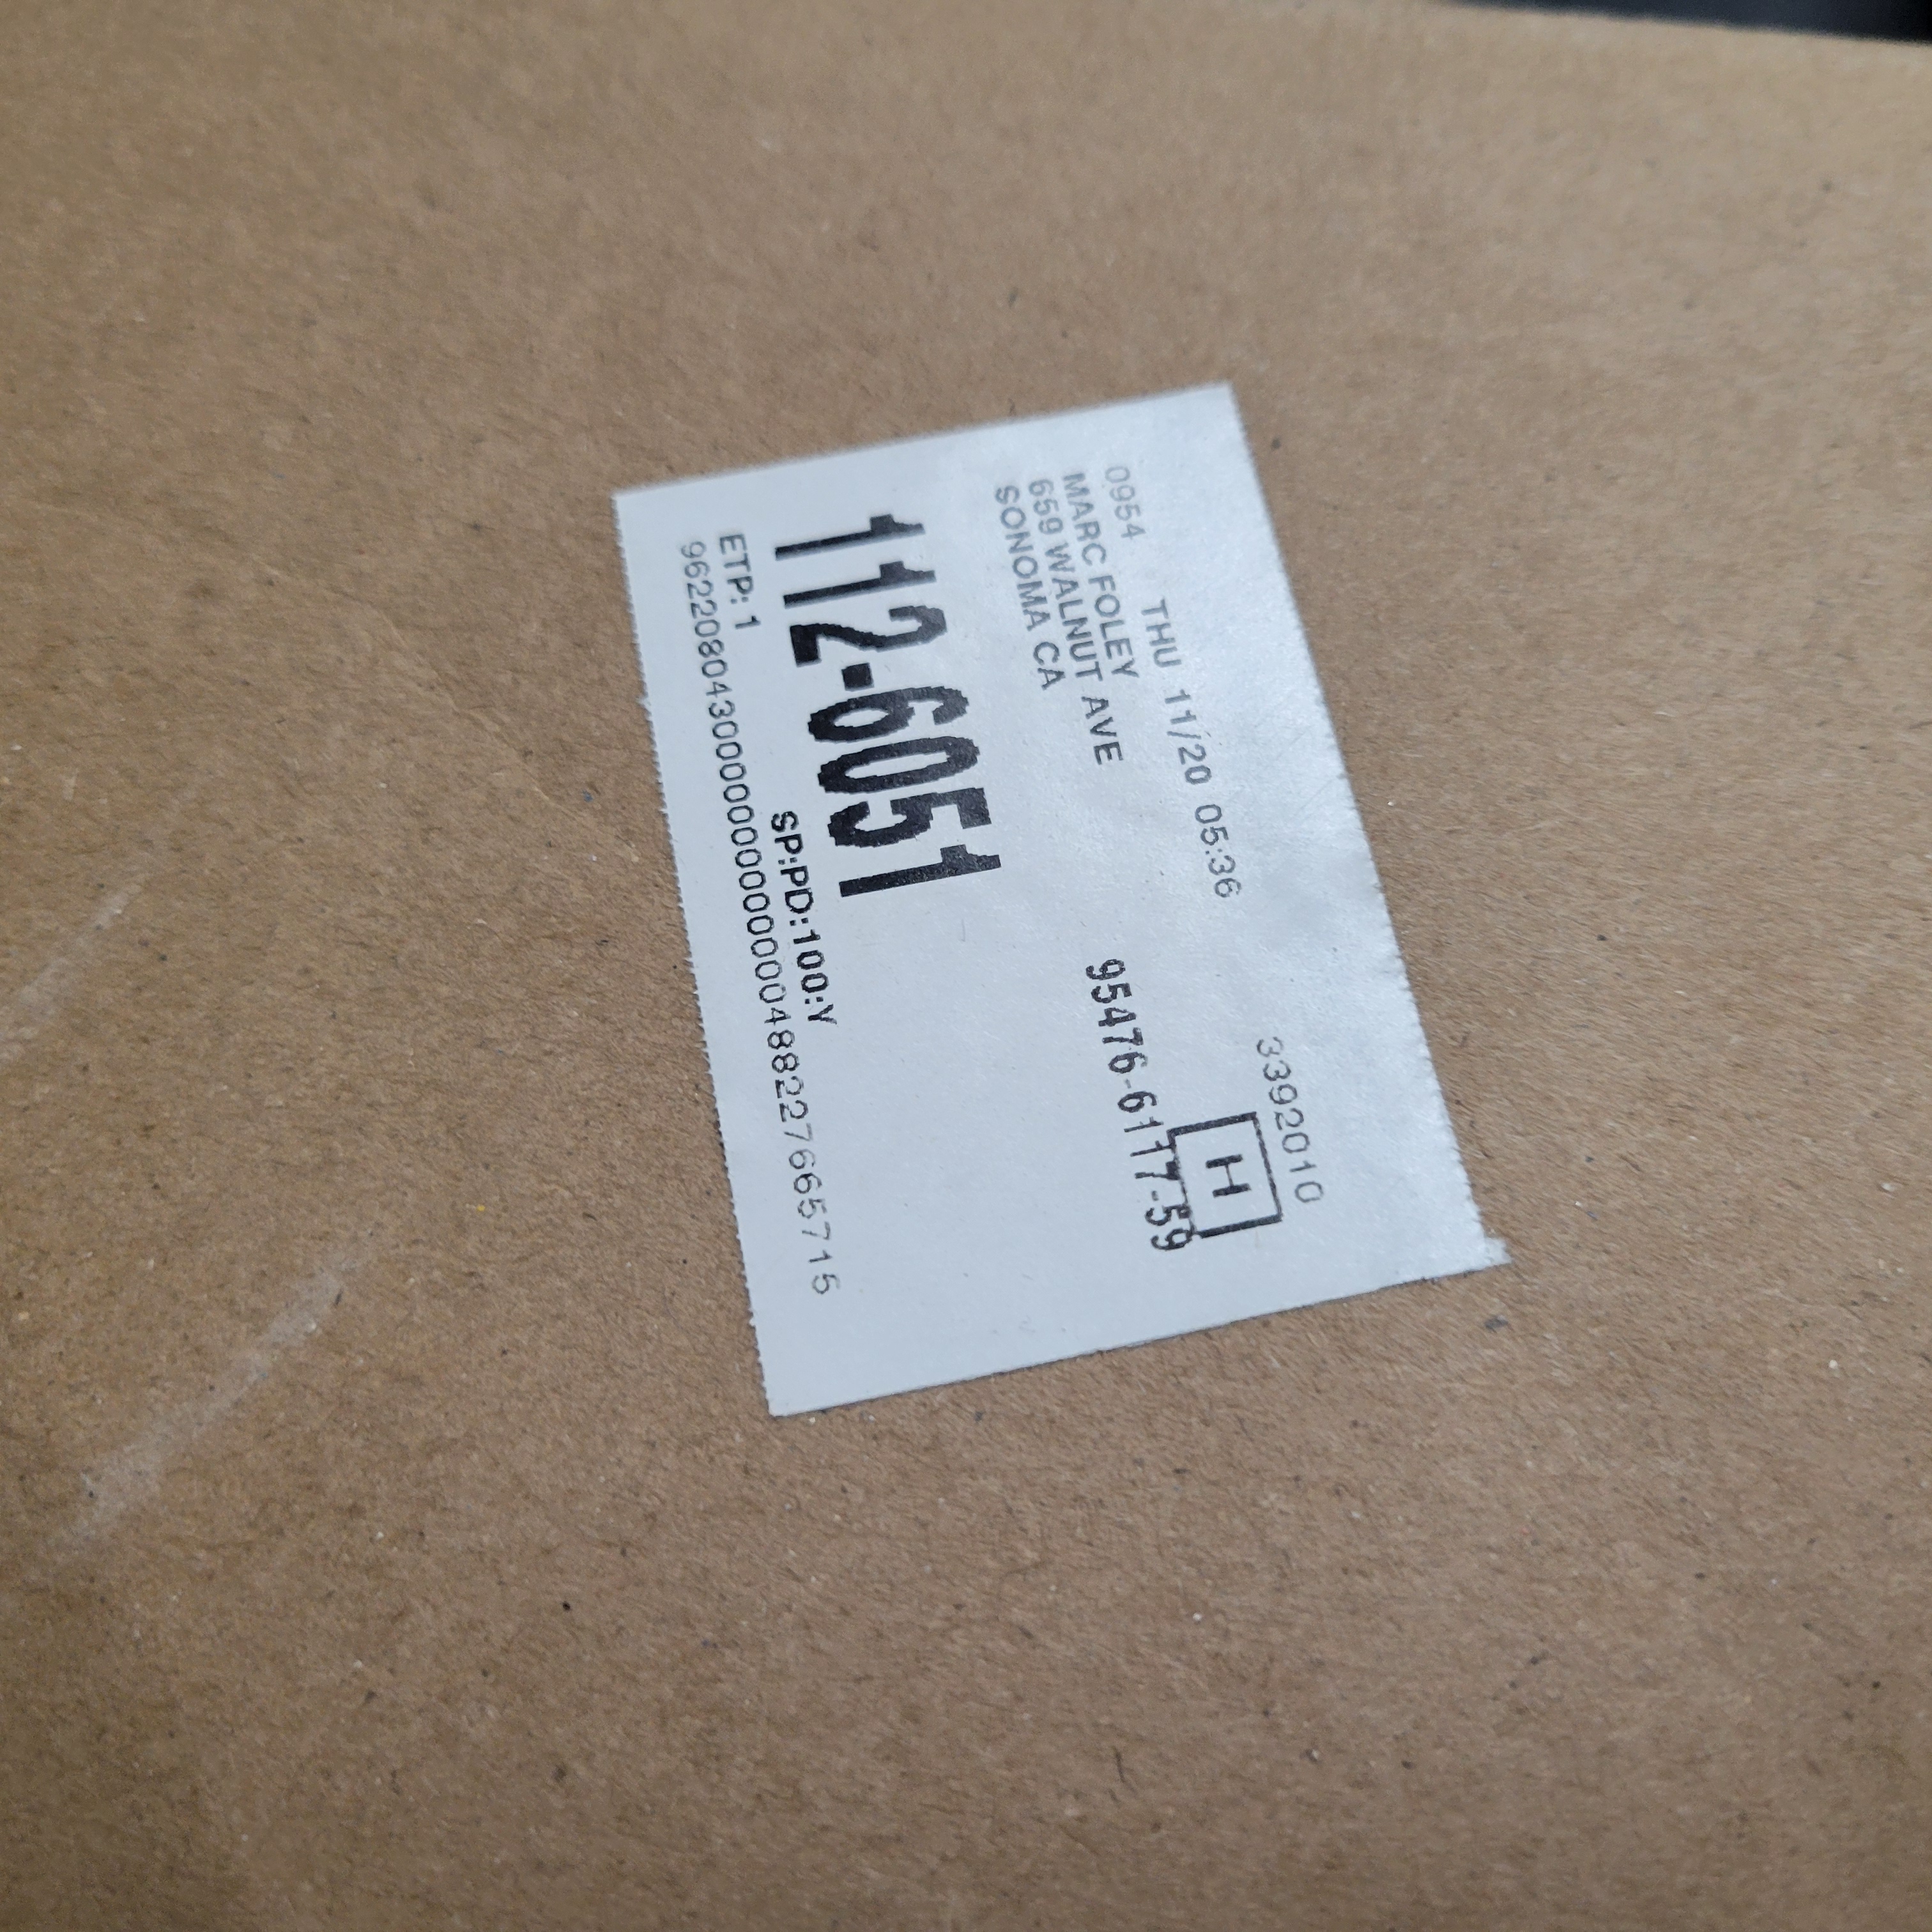 0954 THU 11/20 05:36 3392010
MARC FOLEY
659 WALNUT AVE
SONOMA CA
H
95476-6117-59
112-6051
ETP: 1 SP:PD:100:Y
9622080430000000000000488227665715